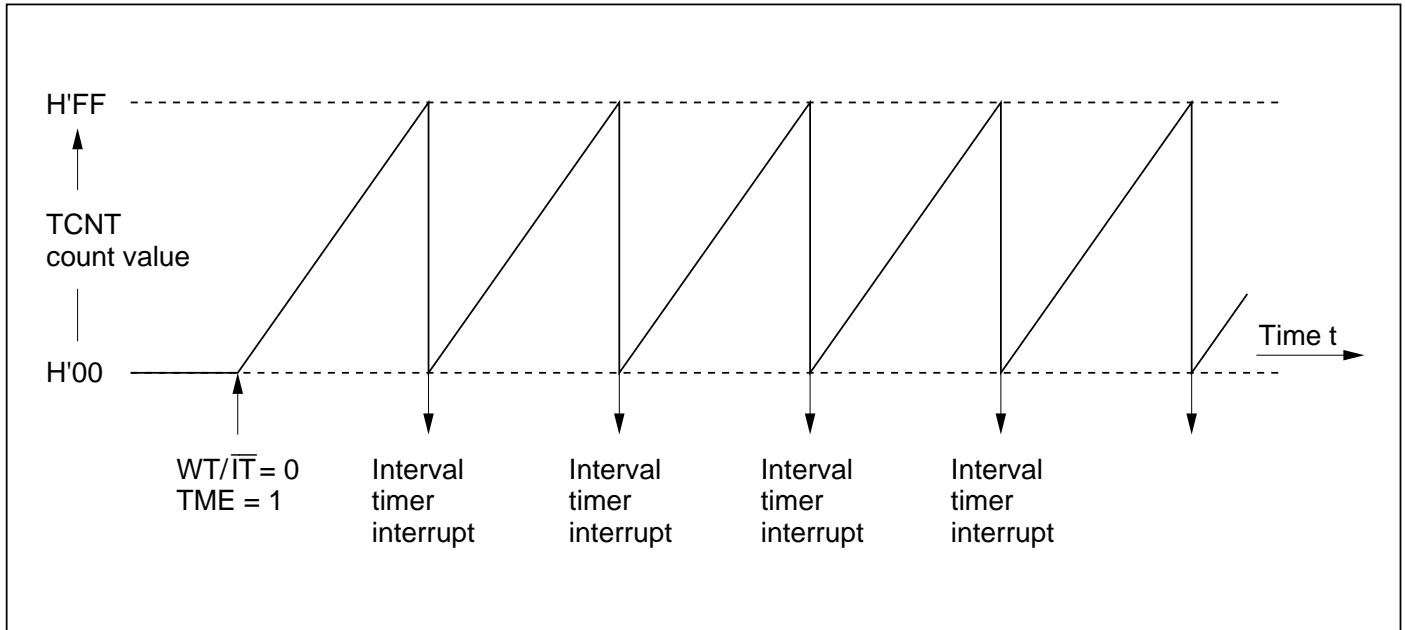 H'FF
TCNT
count value
H'00
Time t
WT/I̅T̅ = 0
TME = 1
Interval
timer
interrupt
Interval
timer
interrupt
Interval
timer
interrupt
Interval
timer
interrupt